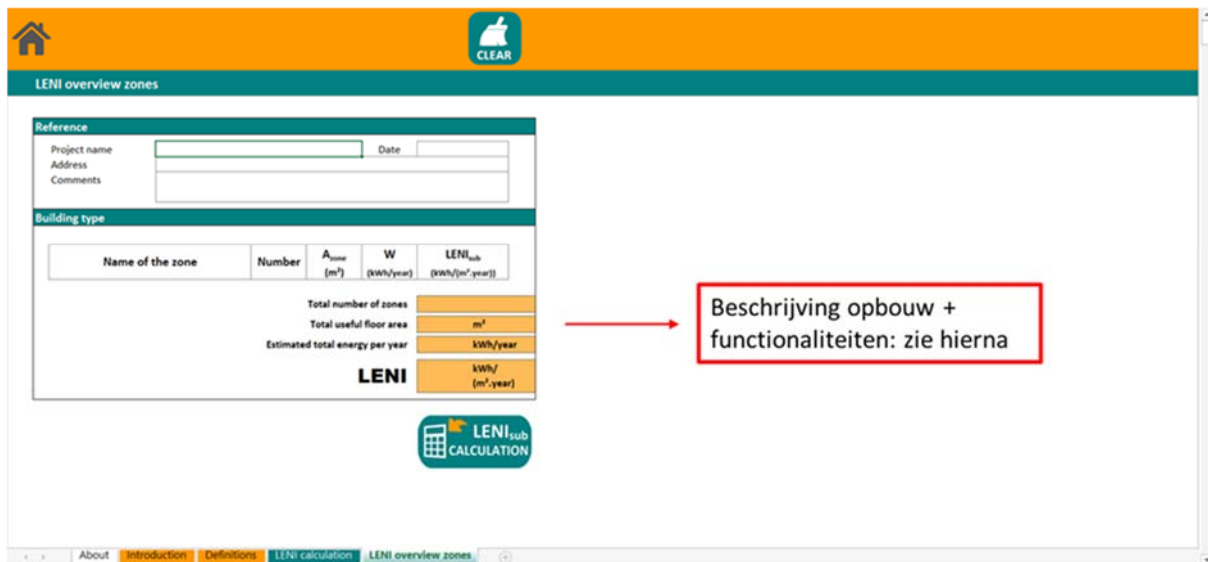 CLEAR
LENI overview zones
Reference
Project name
Date
Address
Comments
Building type
Name of the zone Number Azone (m²) W (kWh/year) LENIsub (kWh/(m².year))
Total number of zones
Total useful floor area m²
Estimated total energy per year kWh/year
LENI kWh/
(m².year)
LENIsub
CALCULATION
Beschrijving opbouw +
functionaliteiten: zie hierna
About Introduction Definitions LENI calculation LENI overview zones